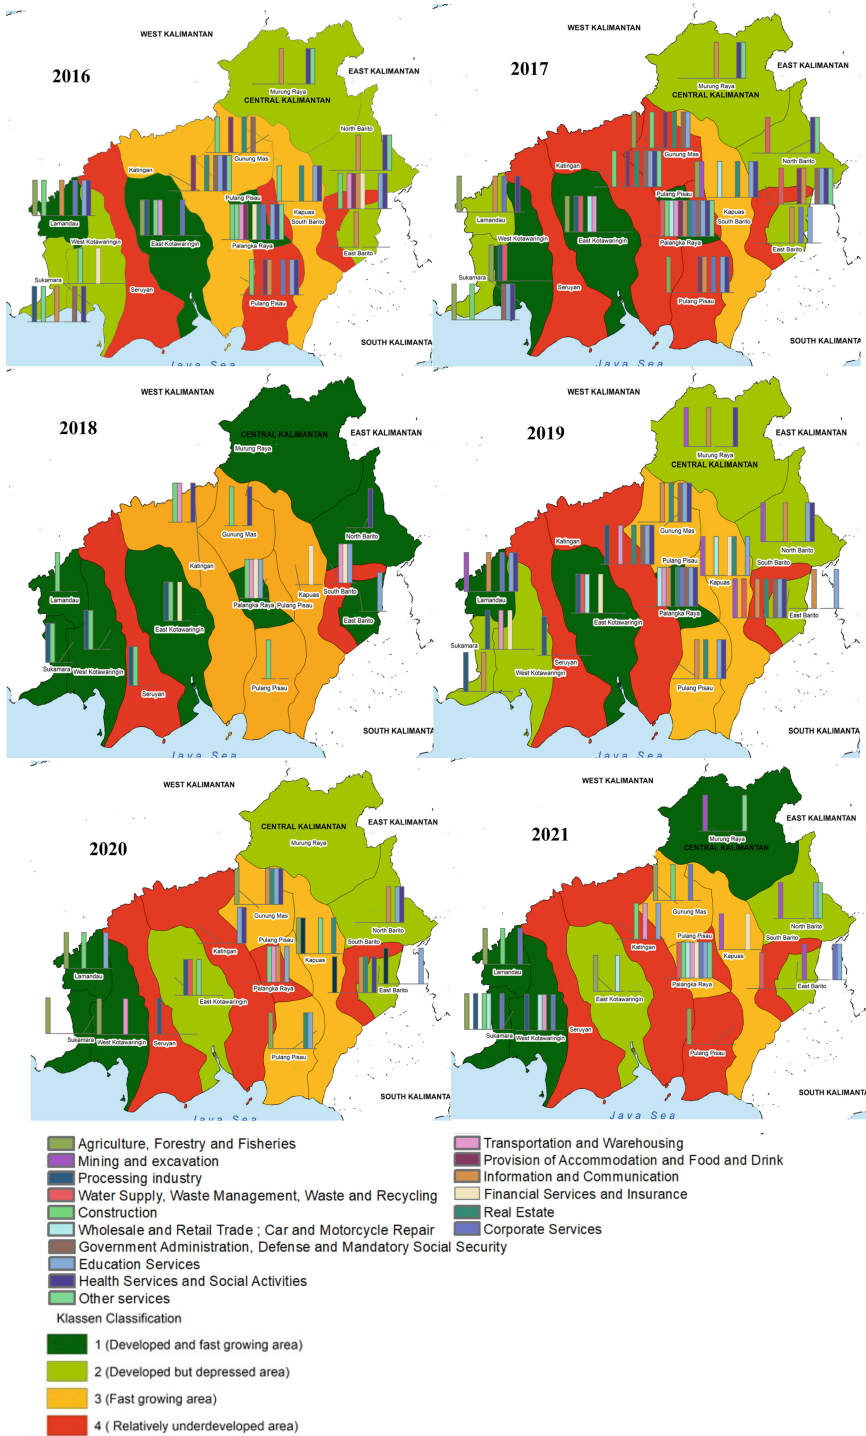 WEST KALIMANTAN
2016
EAST KALIMANTAN
Murung Raya
CENTRAL KALIMANTAN
North Barito
Gunung Mas
Katingan
Pulang Pisau
Kapuas
South Barito
Lamandau
West Kotawaringin
East Kotawaringin
Palangka Raya
East Barito
Sukamara
Seruyan
Pulang Pisau
SOUTH KALIMANTA
Java Sea
WEST KALIMANTAN
2017
EAST KALIMANTAN
Murung Raya
CENTRAL KALIMANTAN
Gunung Mas
North Barito
Katingan
Pulang Pisau
Kapuas
South Barito
Lamandau
West Kotawaringin
East Kotawaringin
Palangka Raya
East Barito
Sukamara
Seruyan
Pulang Pisau
SOUTH KALIMANTA
Java Sea
WEST KALIMANTAN
2018
CENTRAL KALIMANTAN
EAST KALIMANTAN
Murung Raya
Gunung Mas
North Barito
Katingan
Kapuas
South Barito
Lamandau
Palangka Raya
Pulang Pisau
East Kotawaringin
East Barito
Sukamara
West Kotawaringin
Seruyan
Pulang Pisau
SOUTH KALIMANTA
Java Sea
WEST KALIMANTAN
2019
EAST KALIMANTAN
Murung Raya
CENTRAL KALIMANTAN
Gunung Mas
Katingan
North Barito
Pulang Pisau
South Barito
Kapuas
Lamandau
Palangka Raya
East Barito
East Kotawaringin
Sukamara
Seruyan
West Kotawaringin
Pulang Pisau
SOUTH KALIMANTA
Java Sea
WEST KALIMANTAN
2020
EAST KALIMANTAN
CENTRAL KALIMANTAN
Murung Raya
Gunung Mas
North Barito
Katingan
Pulang Pisau
South Barito
Kapuas
Lamandau
Palangka Raya
East Barito
East Kotawaringin
Sukamara
West Kotawaringin
Seruyan
Pulang Pisau
SOUTH KALIMANTA
Java Sea
WEST KALIMANTAN
2021
EAST KALIMANTAN
Murung Raya
CENTRAL KALIMANTAN
Gunung Mas
North Barito
Katingan
Pulang Pisau
South Barito
Kapuas
Lamandau
Palangka Raya
East Barito
East Kotawaringin
Sukamara
West Kotawaringin
Seruyan
Pulang Pisau
SOUTH KALIMANTA
Java Sea
Agriculture, Forestry and Fisheries
Mining and excavation
Processing industry
Water Supply, Waste Management, Waste and Recycling
Construction
Wholesale and Retail Trade ; Car and Motorcycle Repair
Government Administration, Defense and Mandatory Social Security
Education Services
Health Services and Social Activities
Other services
Transportation and Warehousing
Provision of Accommodation and Food and Drink
Information and Communication
Financial Services and Insurance
Real Estate
Corporate Services
Klassen Classification
1 (Developed and fast growing area)
2 (Developed but depressed area)
3 (Fast growing area)
4 ( Relatively underdeveloped area)